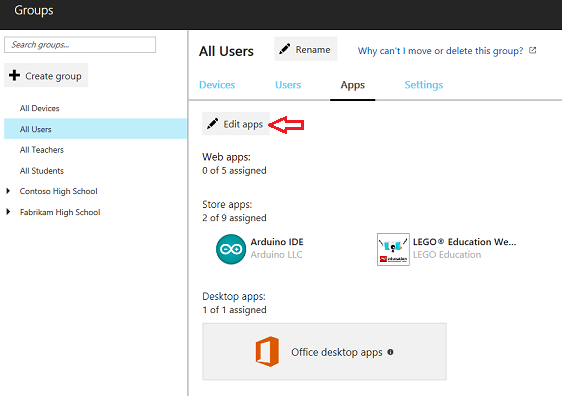 Groups
Search groups...
Create group
All Devices
All Users
All Teachers
All Students
Contoso High School
Fabrikam High School
All Users
Rename
Why can't I move or delete this group?
Devices
Users
Apps
Settings
Edit apps
Web apps:
0 of 5 assigned
Store apps:
2 of 9 assigned
Arduino IDE
Arduino LLC
education
LEGO® Education We...
LEGO Education
Desktop apps:
1 of 1 assigned
Office desktop apps